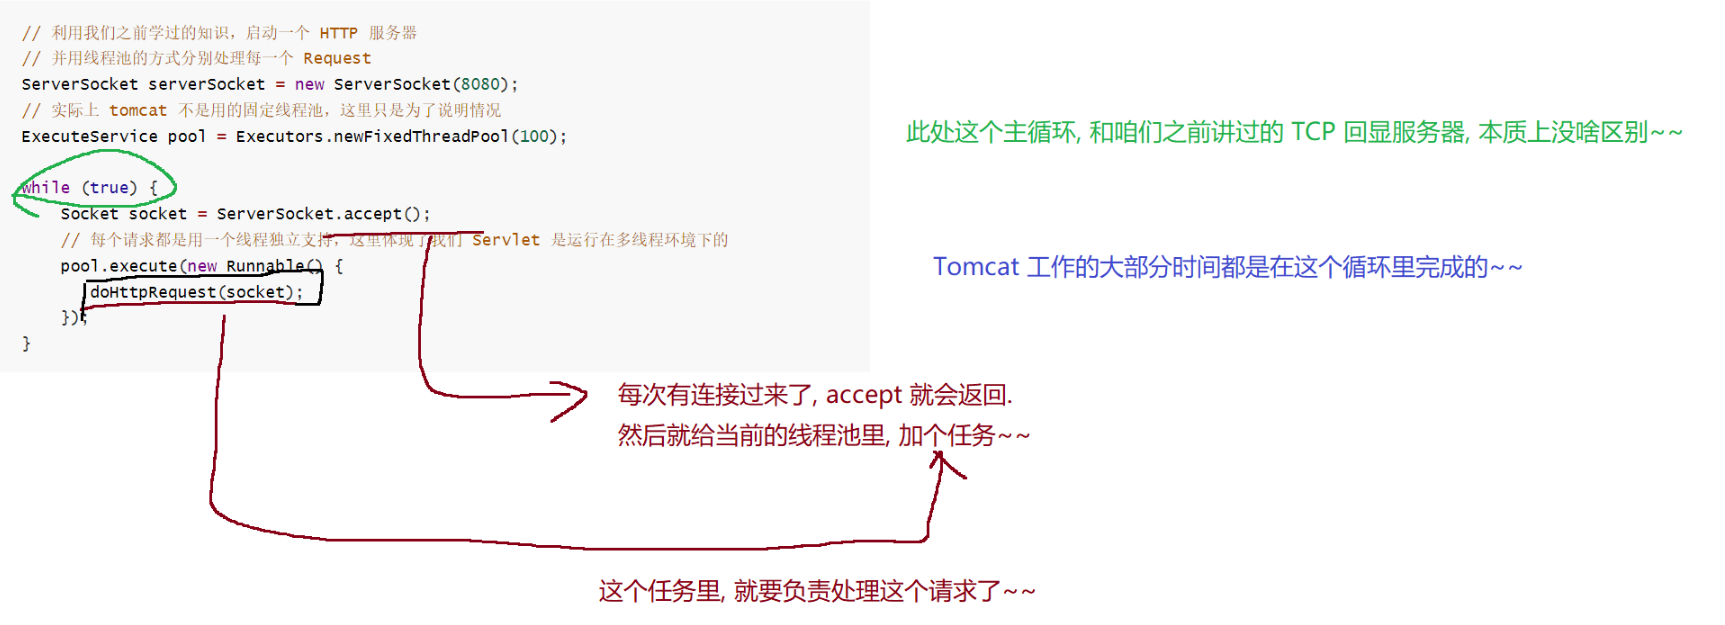 // 利用我们之前学过的知识，启动一个 HTTP 服务器
// 并用线程池的方式分别处理每一个 Request
ServerSocket serverSocket = new ServerSocket(8080);
// 实际上 tomcat 不是用的固定线程池，这里只是为了说明情况
ExecuteService pool = Executors.newFixedThreadPool(100);
此处这个主循环, 和咱们之前讲过的 TCP 回显服务器, 本质上没啥区别~~
while (true) {
Socket socket = ServerSocket.accept();
// 每个请求都是用一个线程独立支持，这里体现了我们 Servlet 是运行在多线程环境下的
pool.execute(new Runnable() {
doHttpRequest(socket);
});
}
Tomcat 工作的大部分时间都是在这个循环里完成的~~
每次有连接过来了, accept 就会返回.
然后就给当前的线程池里, 加个任务~~
这个任务里, 就要负责处理这个请求了~~